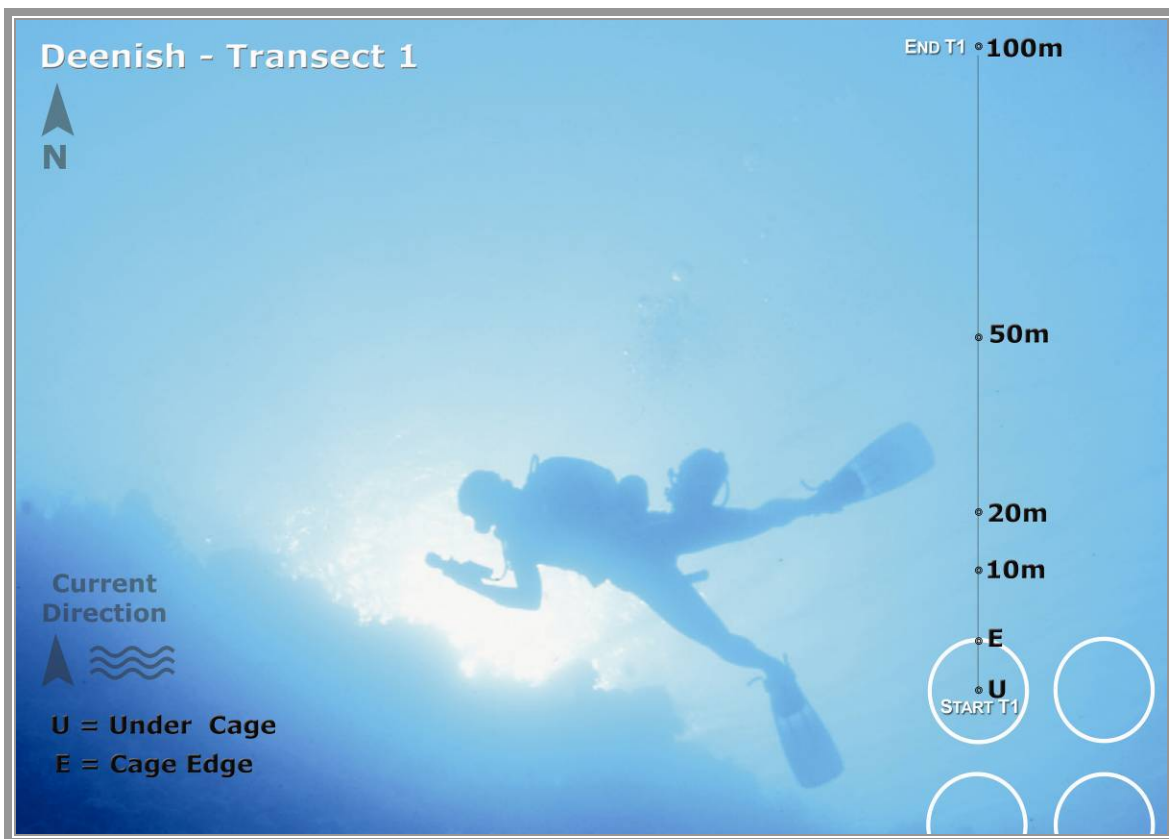 Deenish - Transect 1
N
END T1
100m
50m
20m
10m
E
U
START T1
Current
Direction
U = Under Cage
E = Cage Edge